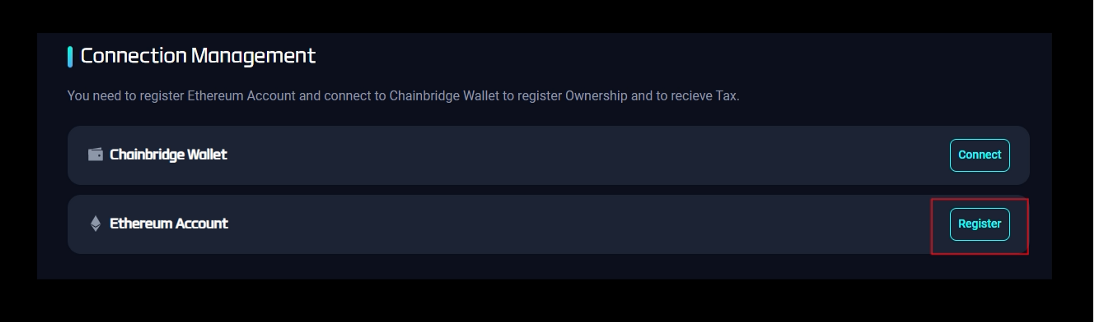 Connection Management
You need to register Ethereum Account and connect to Chainbridge Wallet to register Ownership and to recieve Tax.
Chainbridge Wallet
Connect
Ethereum Account
Register